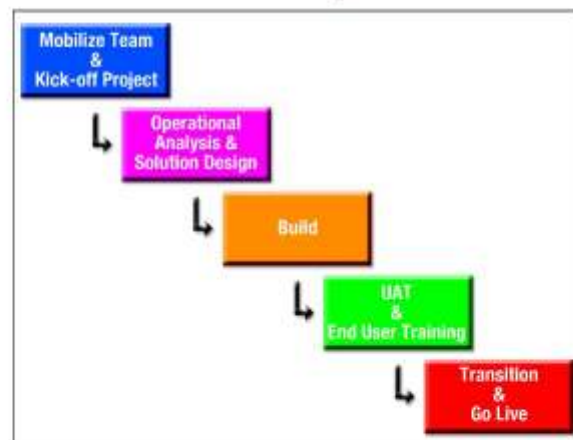 Mobilize Team
&
Kick-off Project
Operational
Analysis &
Solution Design
Build
UAT
&
End User Training
Transition
&
Go Live